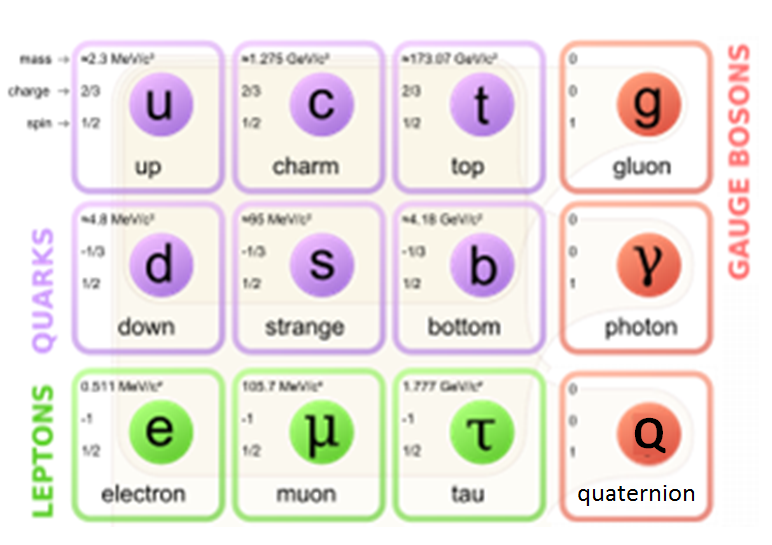 mass → ≈2.3 MeV/c² ≈1.275 GeV/c² ≈173.07 GeV/c² 0
charge → 2/3 2/3 2/3 0
spin → 1/2 1/2 1/2 1
u c t g
up charm top gluon
GAUGE BOSONS
≈4.8 MeV/c² ≈95 MeV/c² ≈4.18 GeV/c² 0
-1/3 -1/3 -1/3 0
1/2 1/2 1/2 1
d s b γ
down strange bottom photon
QUARKS
0.511 MeV/c² 105.7 MeV/c² 1.777 GeV/c² 0
-1 -1 -1 0
1/2 1/2 1/2 1
e μ τ Q
electron muon tau quaternion
LEPTONS